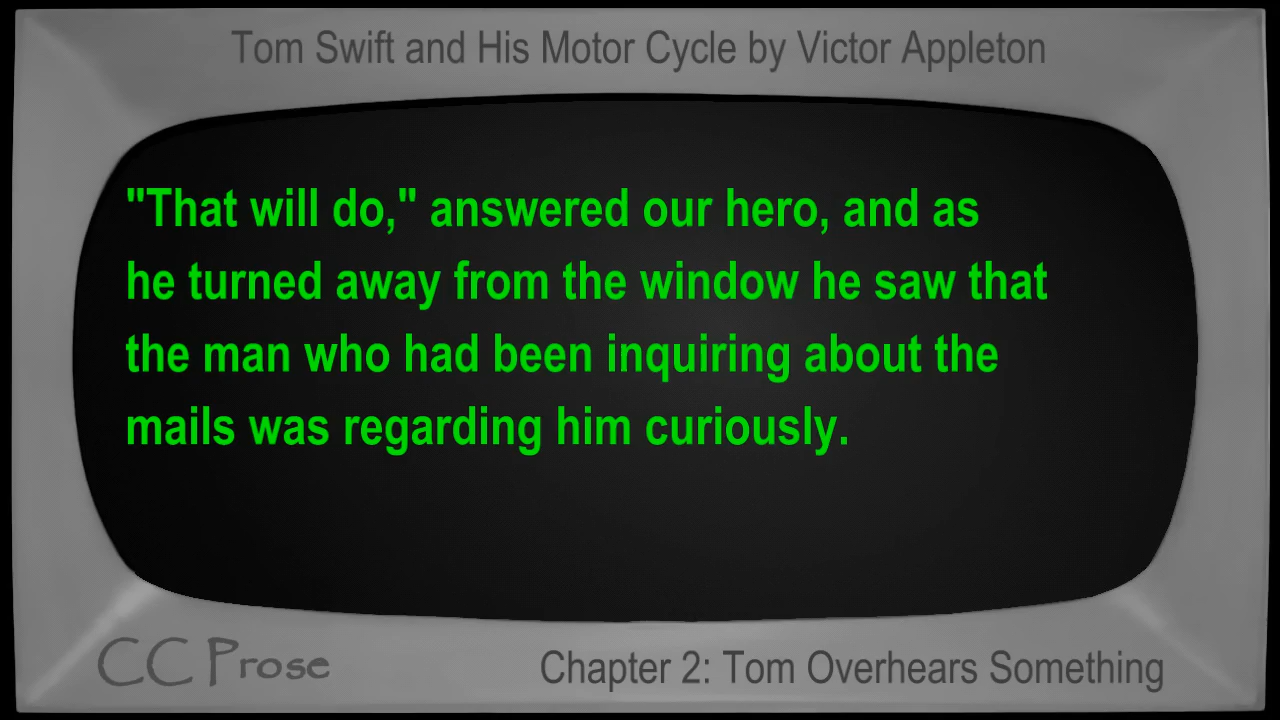 Tom Swift and His Motor Cycle by Victor Appleton
"That will do," answered our hero, and as
he turned away from the window he saw that
the man who had been inquiring about the
mails was regarding him curiously.
CC Prose
Chapter 2: Tom Overhears Something